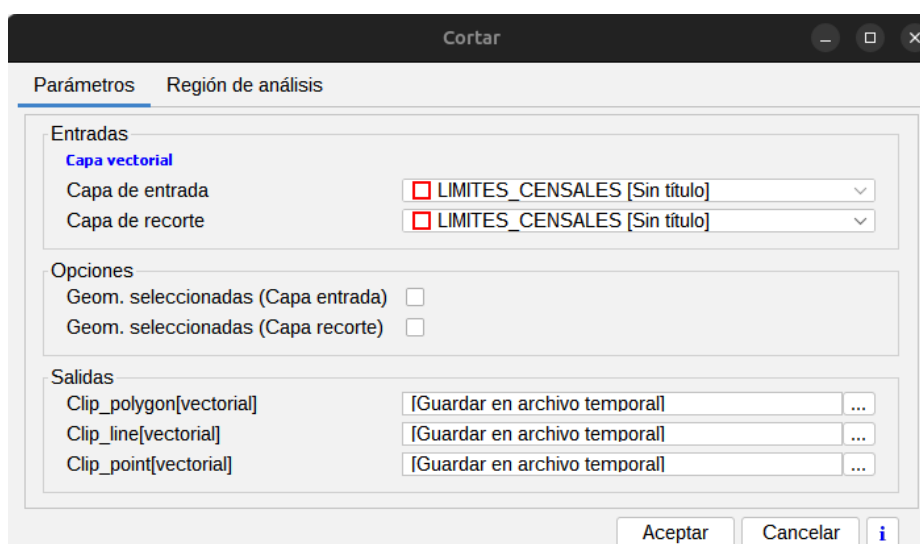 Cortar
Parámetros Región de análisis
Entradas
Capa vectorial
Capa de entrada LIMITES_CENSALES [Sin título]
Capa de recorte LIMITES_CENSALES [Sin título]
Opciones
Geom. seleccionadas (Capa entrada)
Geom. seleccionadas (Capa recorte)
Salidas
Clip_polygon[vectorial] [Guardar en archivo temporal] ...
Clip_line[vectorial] [Guardar en archivo temporal] ...
Clip_point[vectorial] [Guardar en archivo temporal] ...
Aceptar Cancelar i